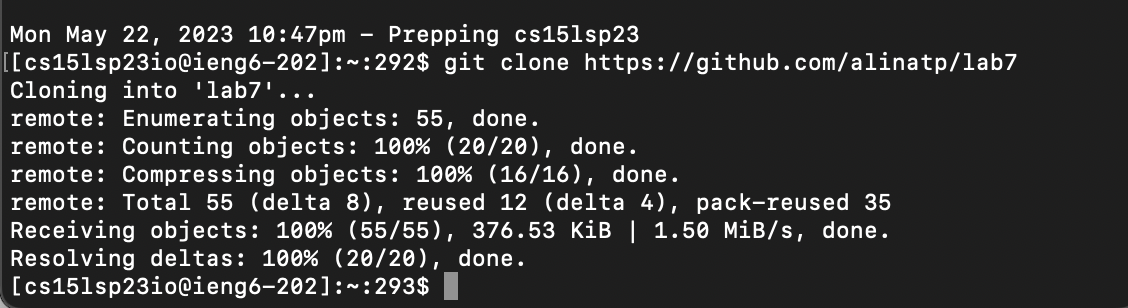 Mon May 22, 2023 10:47pm - Prepping cs15lsp23
[[cs15lsp23io@ieng6-202]:~:292$ git clone https://github.com/alinatp/lab7
Cloning into 'lab7'...
remote: Enumerating objects: 55, done.
remote: Counting objects: 100% (20/20), done.
remote: Compressing objects: 100% (16/16), done.
remote: Total 55 (delta 8), reused 12 (delta 4), pack-reused 35
Receiving objects: 100% (55/55), 376.53 KiB | 1.50 MiB/s, done.
Resolving deltas: 100% (20/20), done.
[cs15lsp23io@ieng6-202]:~:293$